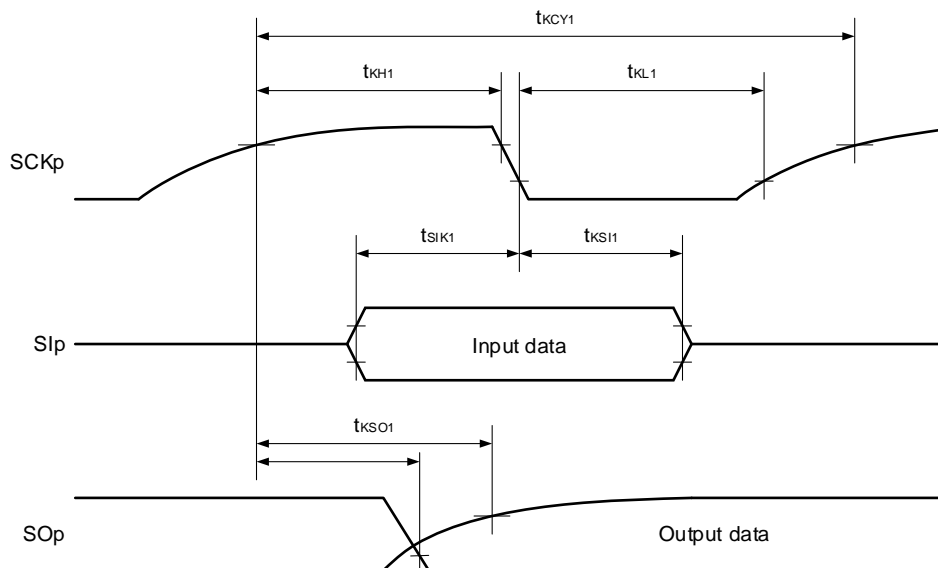 tKCY1
tKH1
tKL1
SCKp
tSIK1
tKSI1
SIp
Input data
tKSO1
SOp
Output data